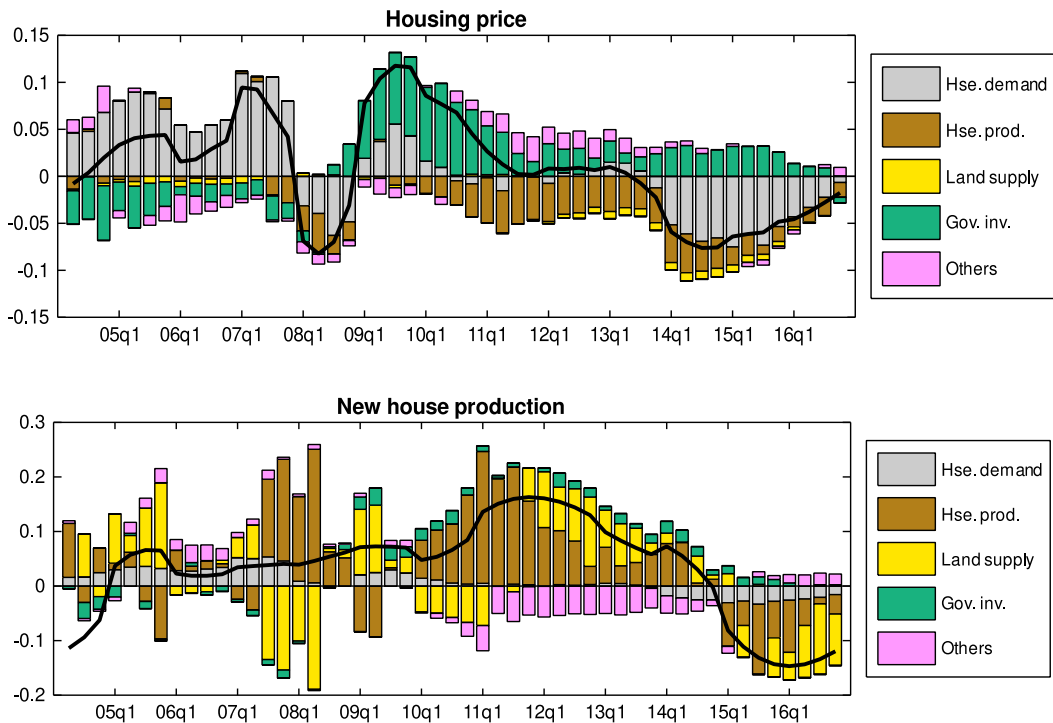 Housing price
0.15
0.1
0.05
0
-0.05
-0.1
-0.15
05q1 06q1 07q1 08q1 09q1 10q1 11q1 12q1 13q1 14q1 15q1 16q1
Hse. demand
Hse. prod.
Land supply
Gov. inv.
Others
New house production
0.3
0.2
0.1
0
-0.1
-0.2
05q1 06q1 07q1 08q1 09q1 10q1 11q1 12q1 13q1 14q1 15q1 16q1
Hse. demand
Hse. prod.
Land supply
Gov. inv.
Others